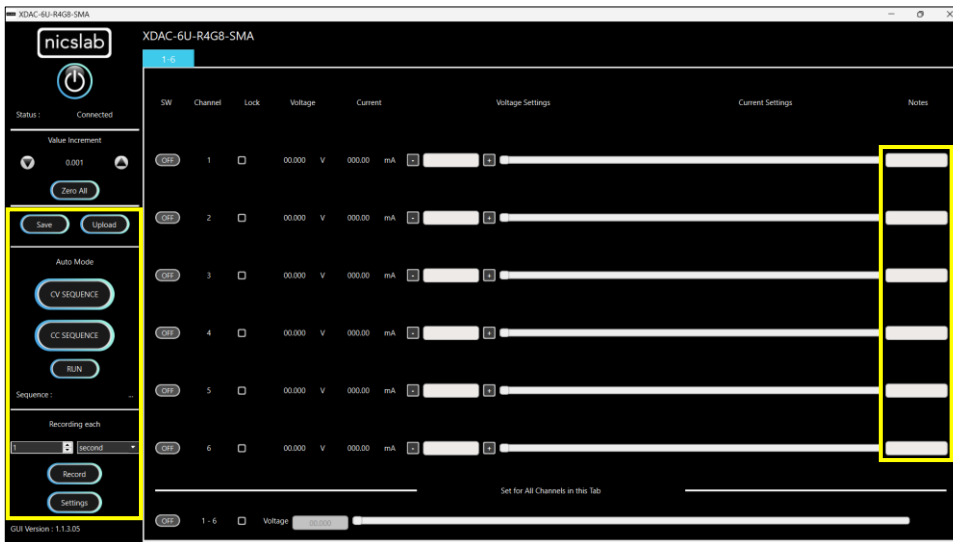 XDAC-6U-R4G8-SMA
nicslab
XDAC-6U-R4G8-SMA
1-6
Status : Connected
Value Increment
0.001
Zero All
Save Upload
Auto Mode
CV SEQUENCE
CC SEQUENCE
RUN
Sequence : ...
Recording each
1 second
Record
Settings
GUI Version : 1.1.3.05
SW Channel Lock Voltage Current Voltage Settings Current Settings Notes
OFF 1 00.000 V 000.00 mA - +
OFF 2 00.000 V 000.00 mA - +
OFF 3 00.000 V 000.00 mA - +
OFF 4 00.000 V 000.00 mA - +
OFF 5 00.000 V 000.00 mA - +
OFF 6 00.000 V 000.00 mA - +
Set for All Channels in this Tab
OFF 1 - 6 Voltage 00.000